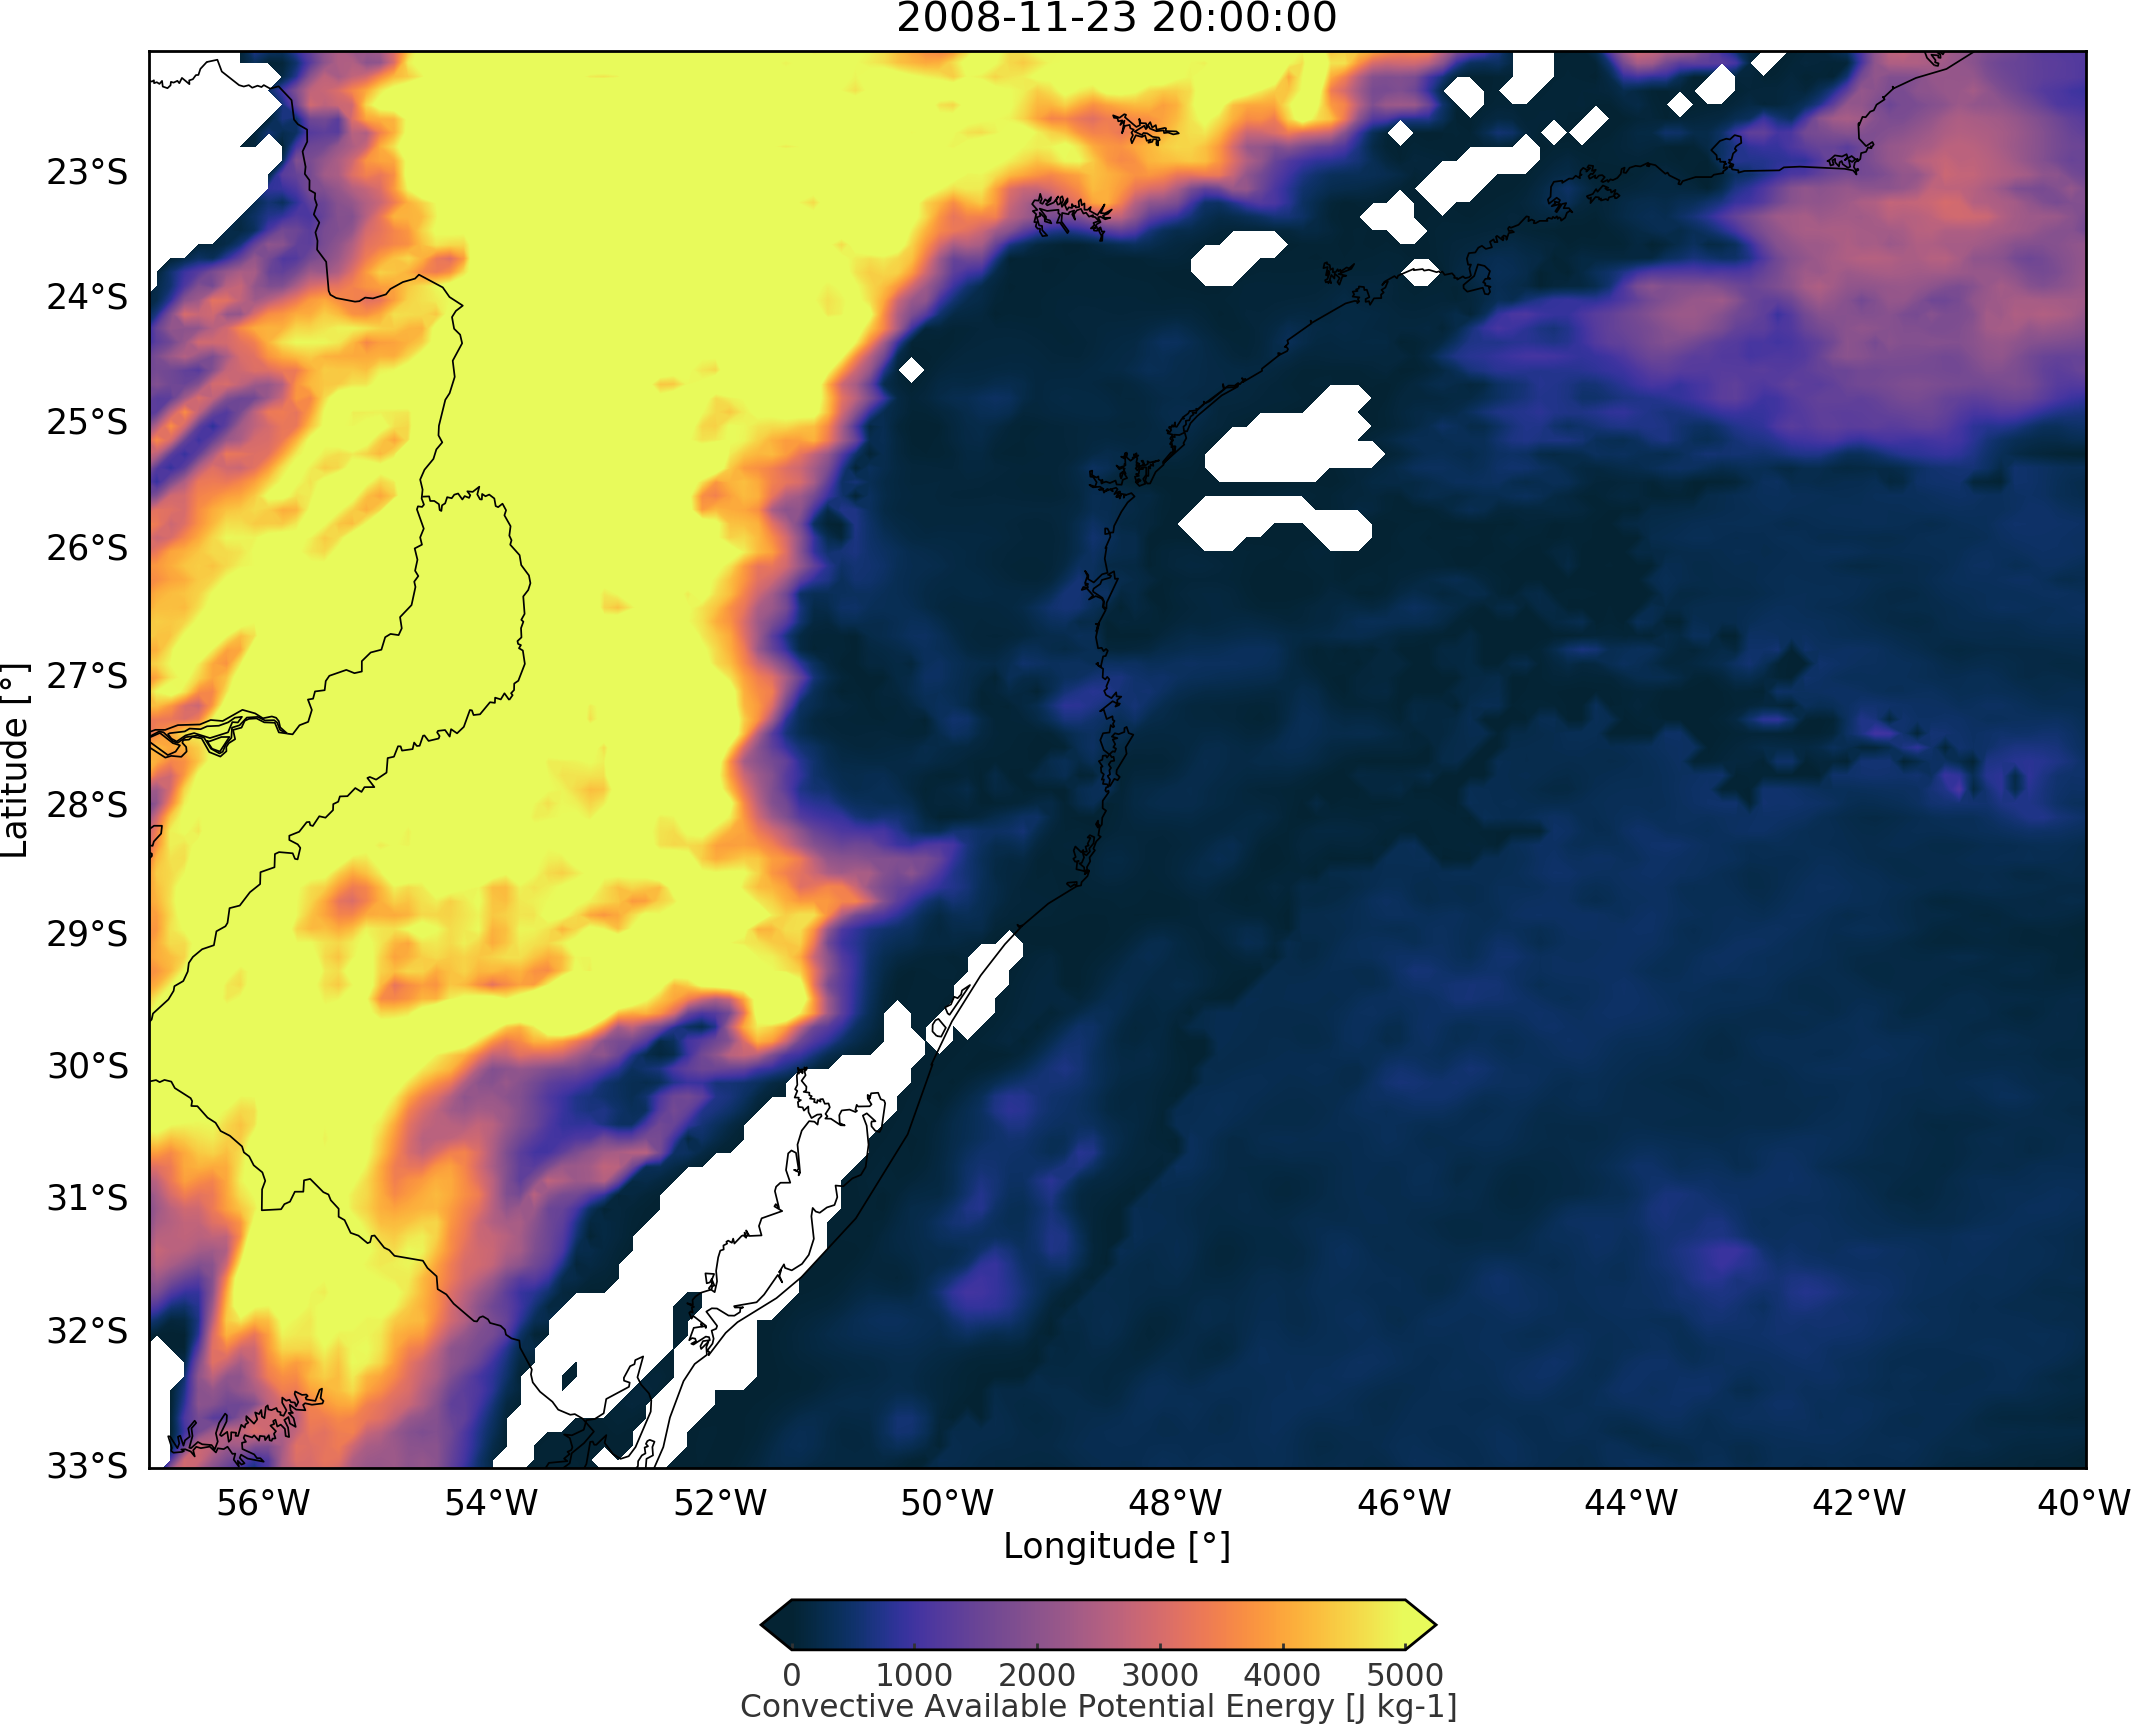 2008-11-23 20:00:00
23°S
24°S
25°S
26°S
27°S
28°S
29°S
30°S
31°S
32°S
33°S
Latitude [°]
56°W 54°W 52°W 50°W 48°W 46°W 44°W 42°W 40°W
Longitude [°]
0 1000 2000 3000 4000 5000
Convective Available Potential Energy [J kg-1]